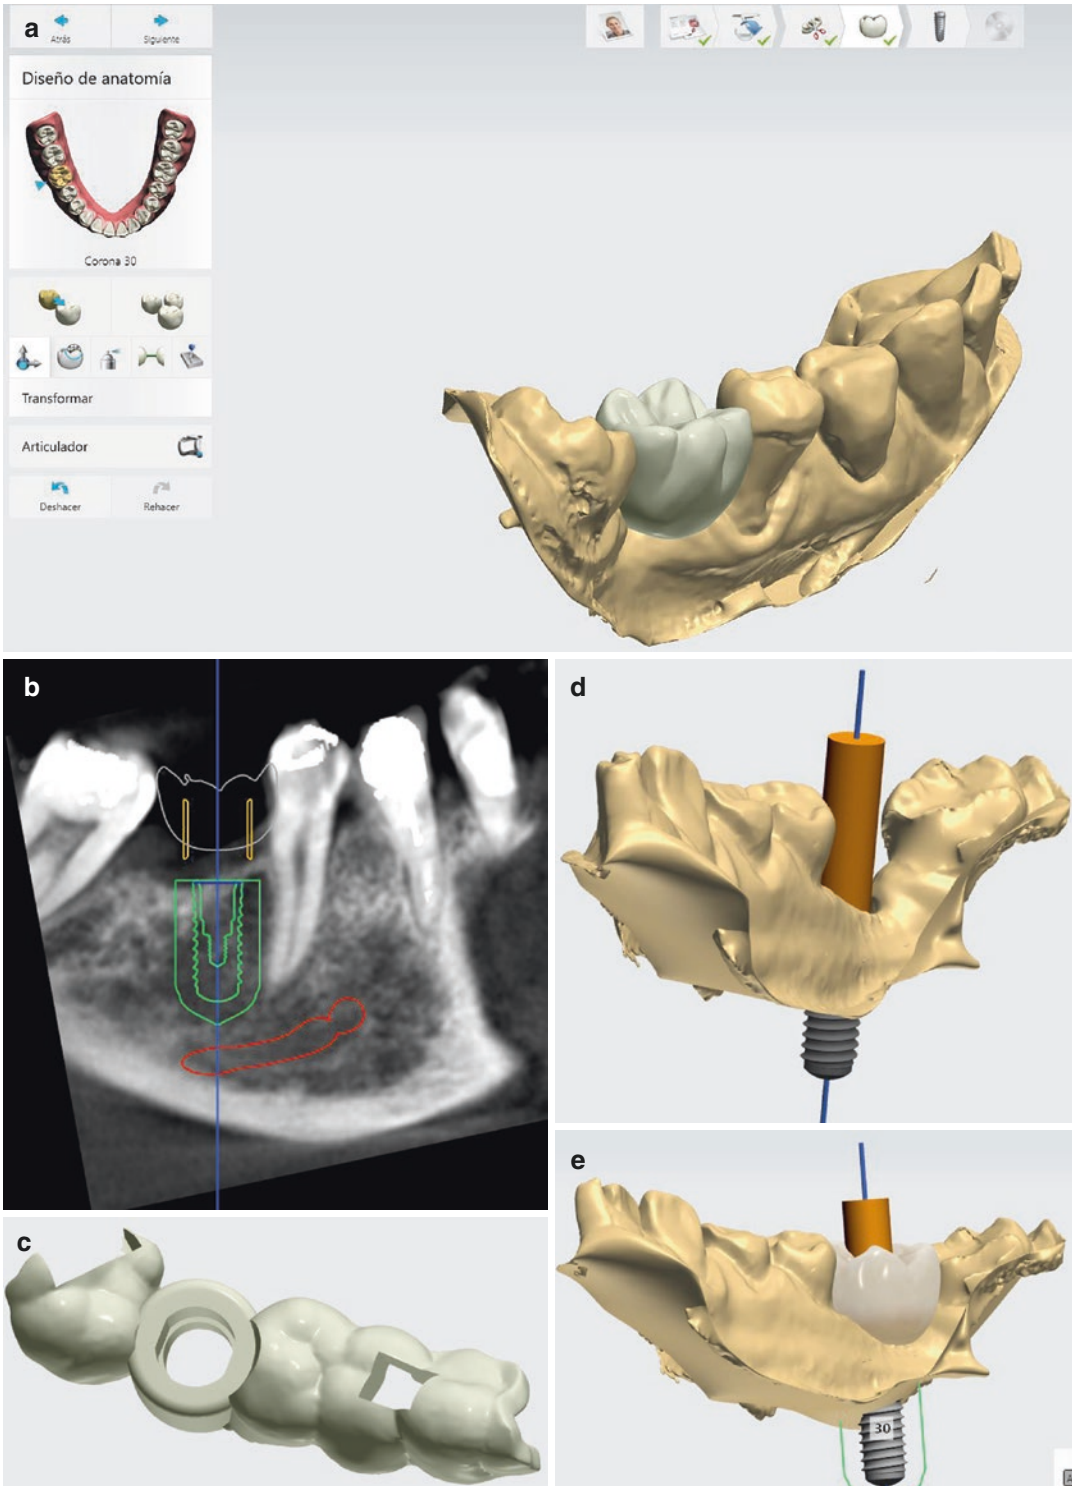 a
Atrás
Siguiente
Diseño de anatomía
Corona 30
Transformar
Articulador
Deshacer
Rehacer
b
d
e
30
c